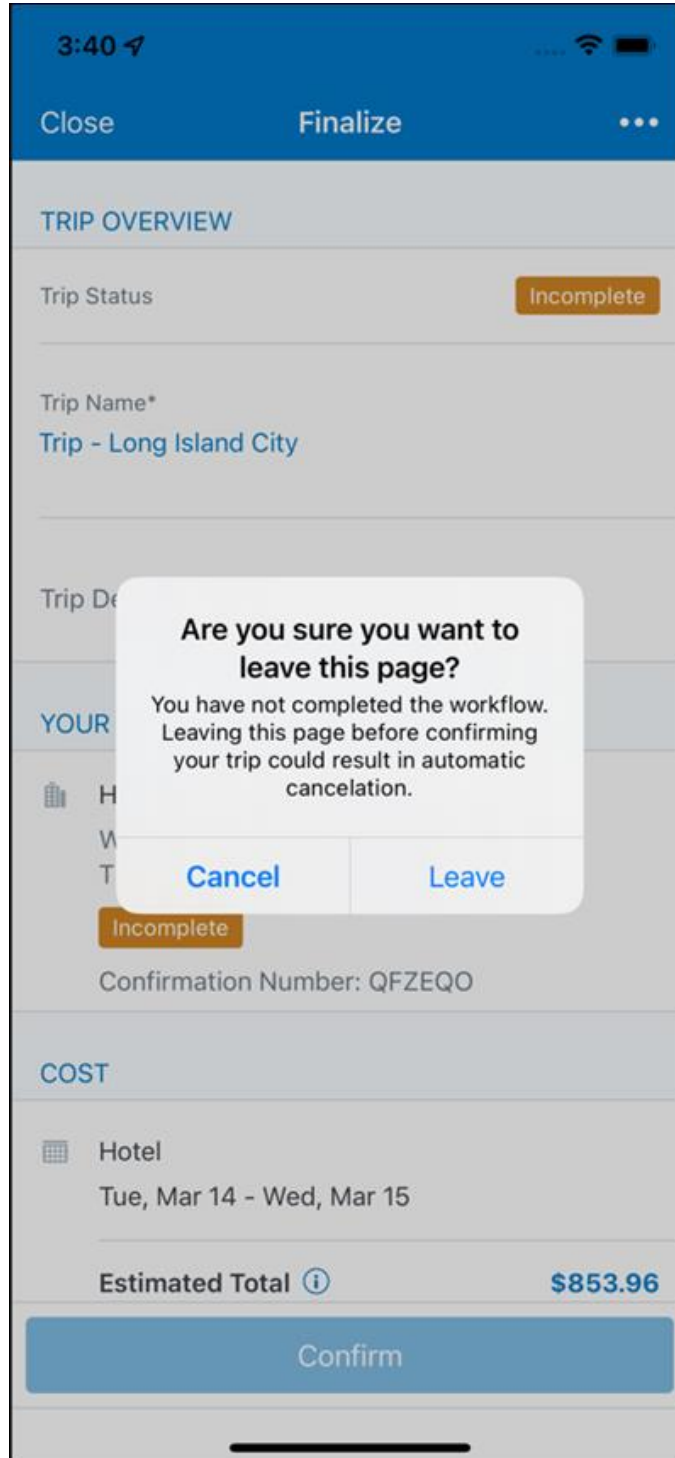 3:40
Close Finalize
TRIP OVERVIEW
Trip Status Incomplete
Trip Name*
Trip - Long Island City
Trip
Are you sure you want to
leave this page?
You have not completed the workflow.
Leaving this page before confirming
your trip could result in automatic
cancelation.
Cancel Leave
YOUR
Incomplete
Confirmation Number: QFZEQO
COST
Hotel
Tue, Mar 14 - Wed, Mar 15
Estimated Total $853.96
Confirm